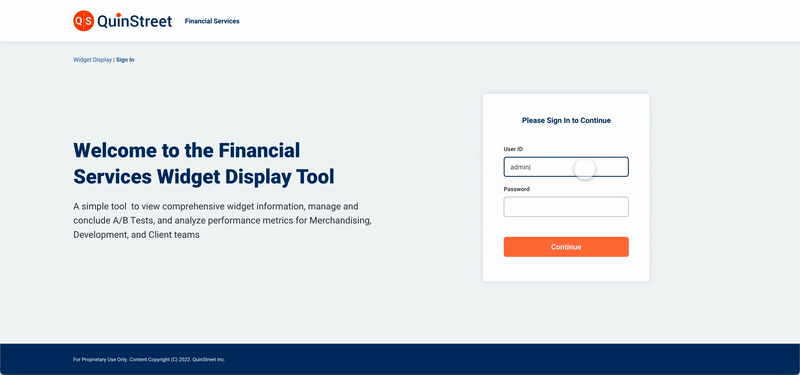 QS QuinStreet Financial Services
Widget Display | Sign In
Please Sign In to Continue
Welcome to the Financial
Services Widget Display Tool
A simple tool to view comprehensive widget information, manage and
conclude A/B Tests, and analyze performance metrics for Merchandising,
Development, and Client teams
User ID
admin
Password
Continue
For Proprietary Use Only. Content Copyright (C) 2022. QuinStreet Inc.